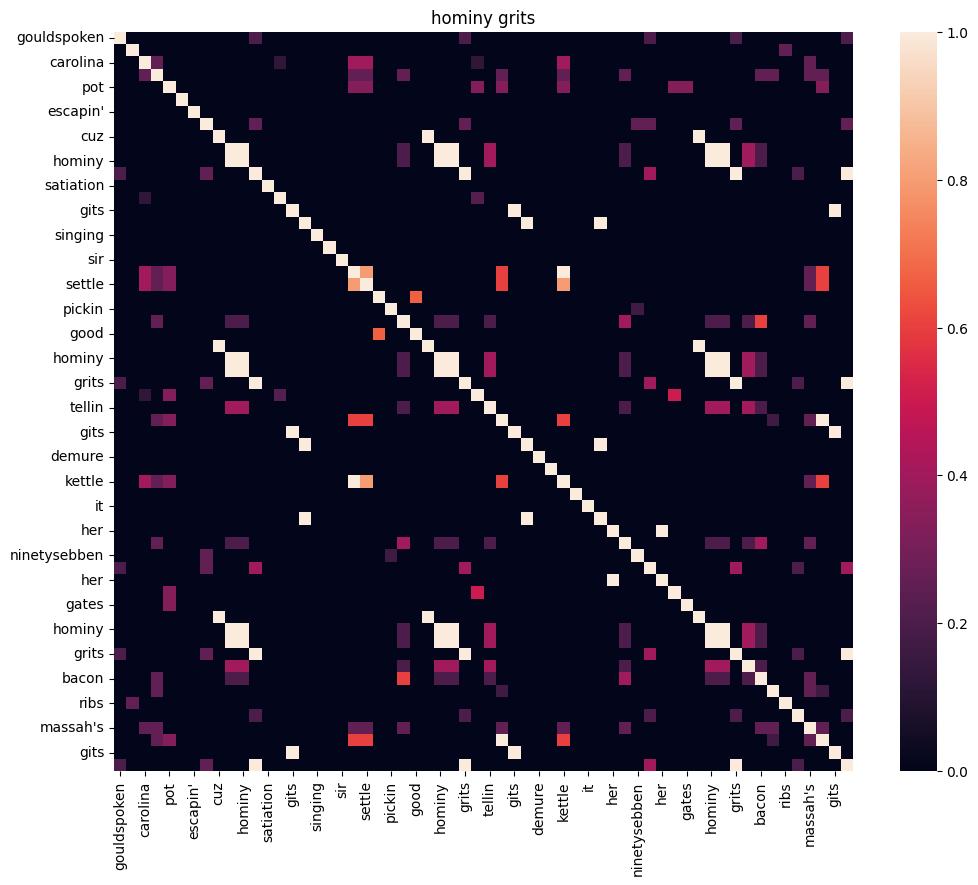 hominy grits
gouldspoken
carolina
pot
escapin'
cuz
hominy
satiation
gits
singing
sir
settle
pickin
good
hominy
grits
tellin
gits
demure
kettle
it
her
ninetysebben
her
gates
hominy
grits
bacon
ribs
massah's
gits
1.0
0.8
0.6
0.4
0.2
0.0
gouldspoken
carolina
pot
escapin'
cuz
hominy
satiation
gits
singing
sir
settle
pickin
good
hominy
grits
tellin
gits
demure
kettle
it
her
ninetysebben
her
gates
hominy
grits
bacon
ribs
massah's
gits